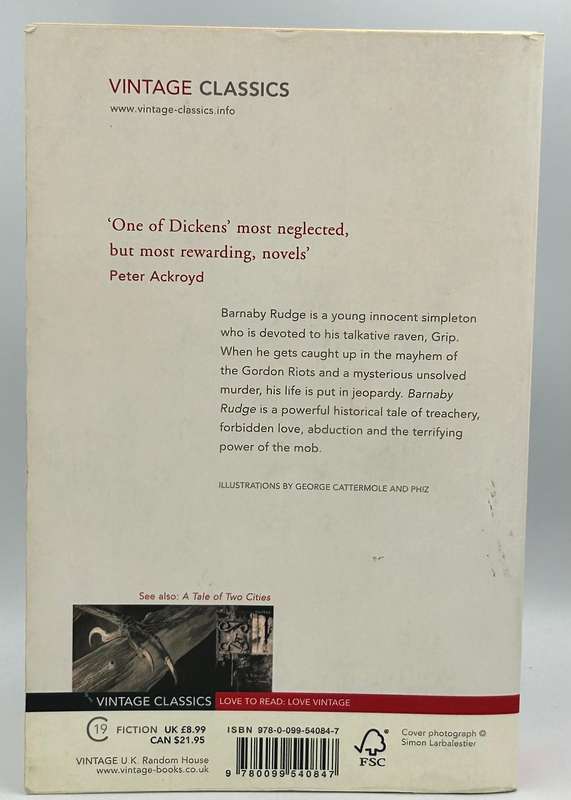 VINTAGE CLASSICS
www.vintage-classics.info
‘One of Dickens’ most neglected,
but most rewarding, novels’
Peter Ackroyd
Barnaby Rudge is a young innocent simpleton
who is devoted to his talkative raven, Grip.
When he gets caught up in the mayhem of
the Gordon Riots and a mysterious unsolved
murder, his life is put in jeopardy. Barnaby
Rudge is a powerful historical tale of treachery,
forbidden love, abduction and the terrifying
power of the mob.
ILLUSTRATIONS BY GEORGE CATTERMOLE AND PHIZ
See also: A Tale of Two Cities
VINTAGE CLASSICS LOVE TO READ: LOVE VINTAGE
C19 FICTION UK £8.99
CAN $21.95
VINTAGE U.K. Random House
www.vintage-books.co.uk
ISBN 978-0-099-54084-7
9 780099 540847
FSC
Cover photograph ©
Simon Larbalestier